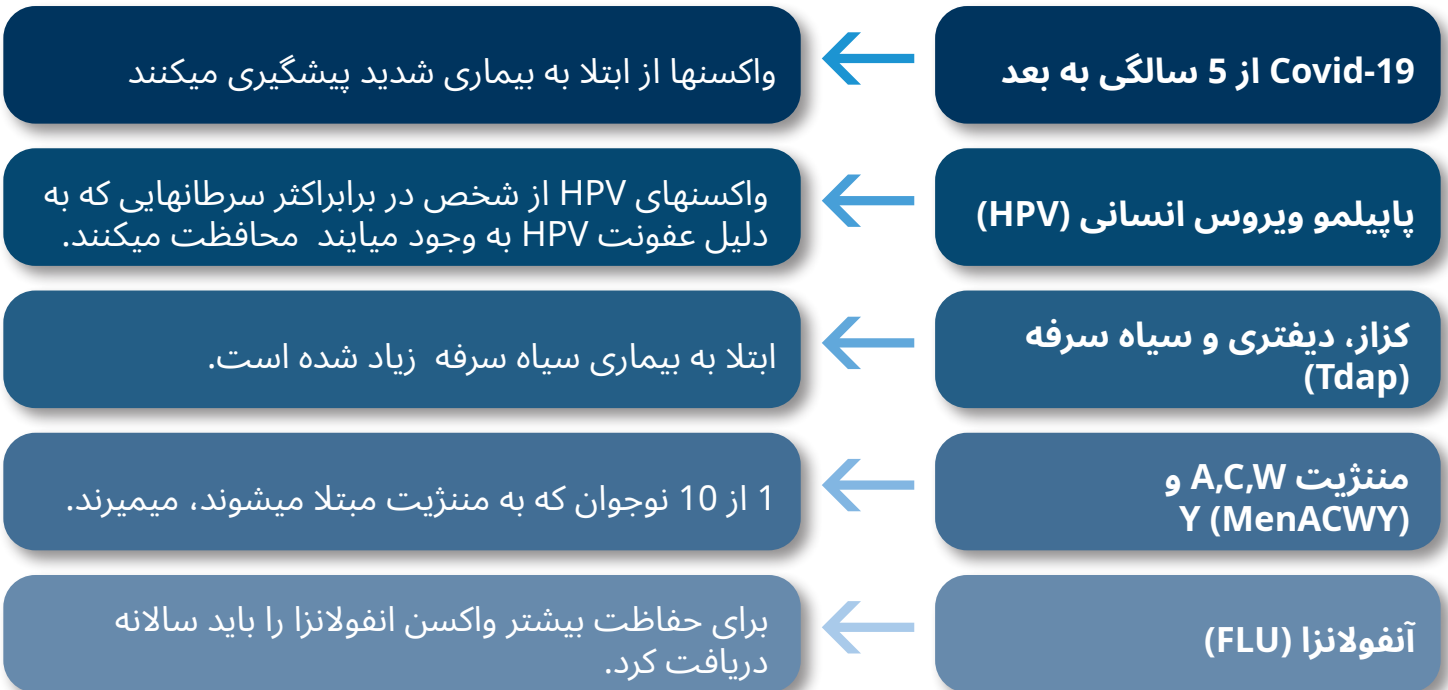 Covid-19 از 5 سالگی به بعد
واکسنها از ابتلا به بیماری شدید پیشگیری میکنند
پاپیلمو ویروس انسانی (HPV)
واکسنهای HPV از شخص در برابراکثر سرطانهایی که به
دلیل عفونت HPV به وجود میایند محافظت میکنند.
کزاز، دیفتری و سیاه سرفه
(Tdap)
ابتلا به بیماری سیاه سرفه زیاد شده است.
مننژیت A,C,W و
Y (MenACWY)
1 از 10 نوجوان که به مننژیت مبتلا میشوند، میمیرند.
آنفولانزا (FLU)
برای حفاظت بیشتر واکسن انفولانزا را باید سالانه
دریافت کرد.